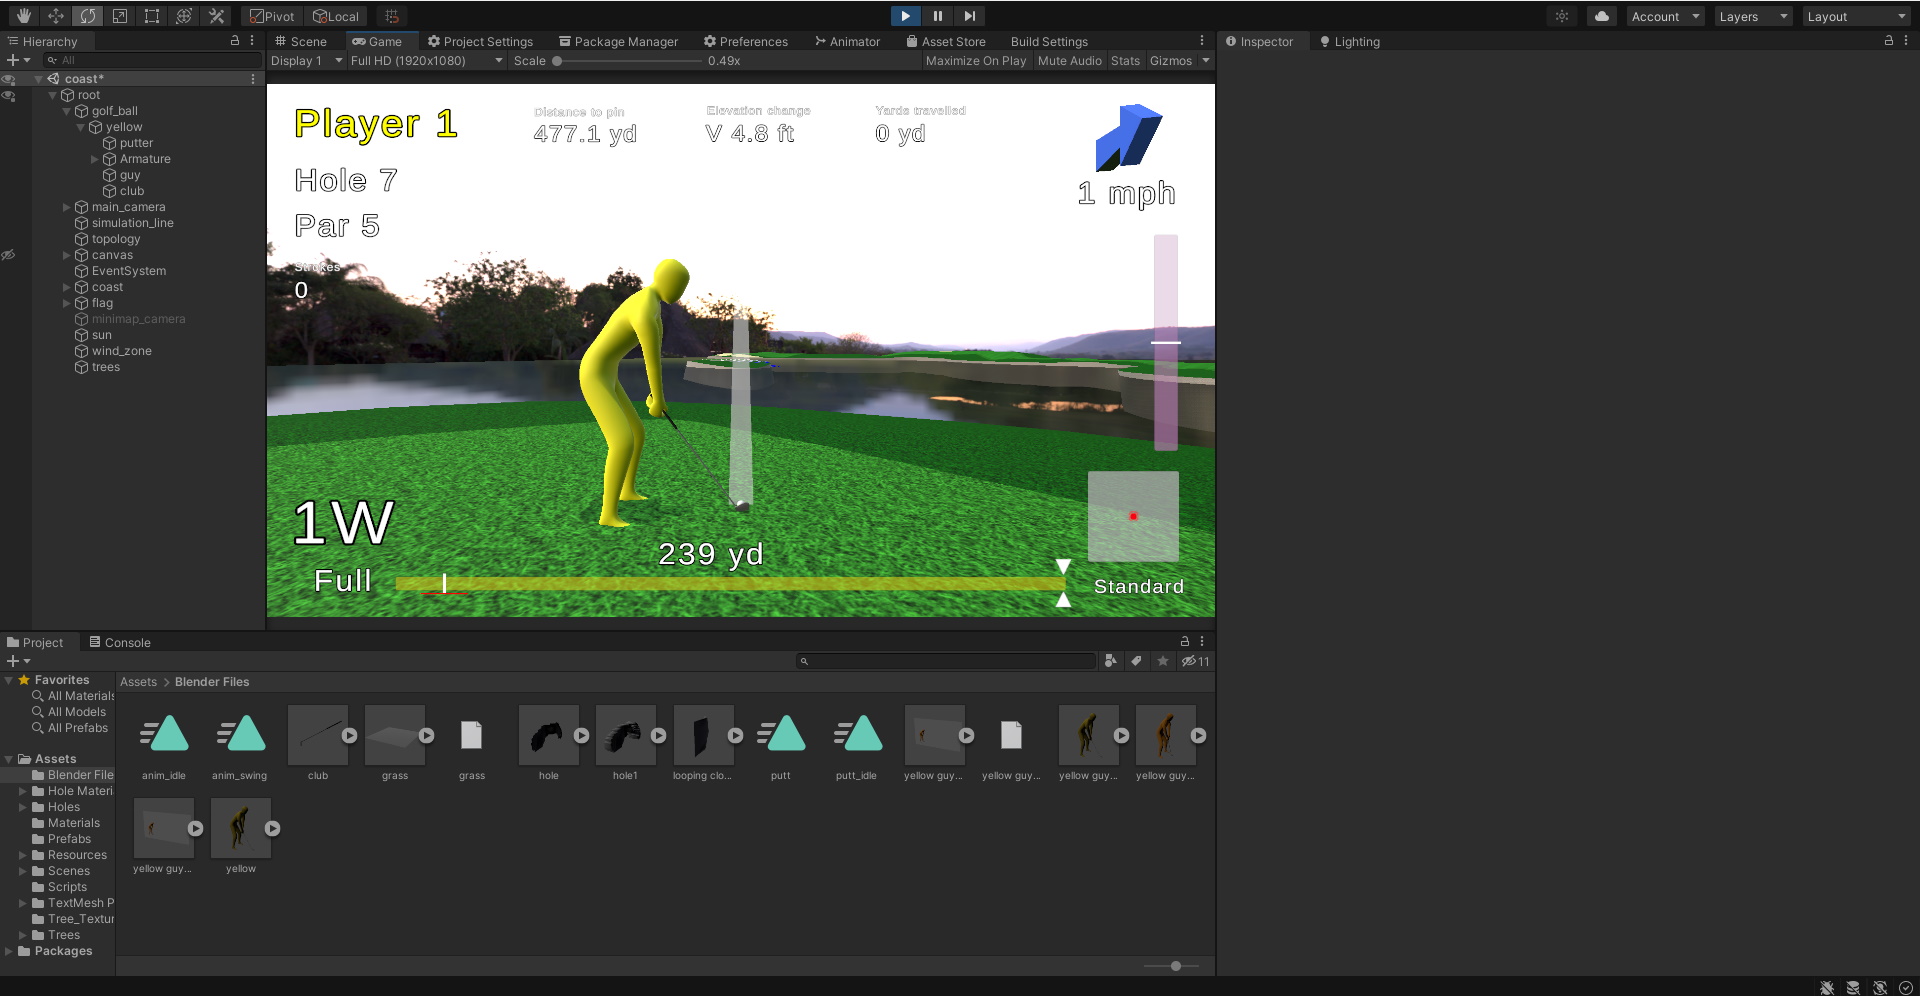 Pivot Local Account Layers Layout
Hierarchy
All
coast*
root
golf_ball
yellow
putter
Armature
guy
club
main_camera
simulation_line
topology
canvas
EventSystem
coast
flag
minimap_camera
sun
wind_zone
trees
Scene Game Project Settings Package Manager Preferences Animator Asset Store Build Settings
Display 1 Full HD (1920x1080) Scale 0.49x Maximize On Play Mute Audio Stats Gizmos
Player 1
Distance to pin
477.1 yd
Elevation change
V 4.8 ft
Yards travelled
0 yd
1 mph
Hole 7
Par 5
Strokes
0
1W
Full
239 yd
Standard
Inspector Lighting
Project Console
11
Favorites
All Materials
All Models
All Prefabs
Assets
Blender File
Hole Materi
Holes
Materials
Prefabs
Resources
Scenes
Scripts
TextMesh P
Tree_Textur
Trees
Packages
Assets > Blender Files
anim_idle anim_swing club grass grass hole hole1 looping clo... putt putt_idle yellow guy... yellow guy... yellow guy... yellow guy...
yellow guy... yellow